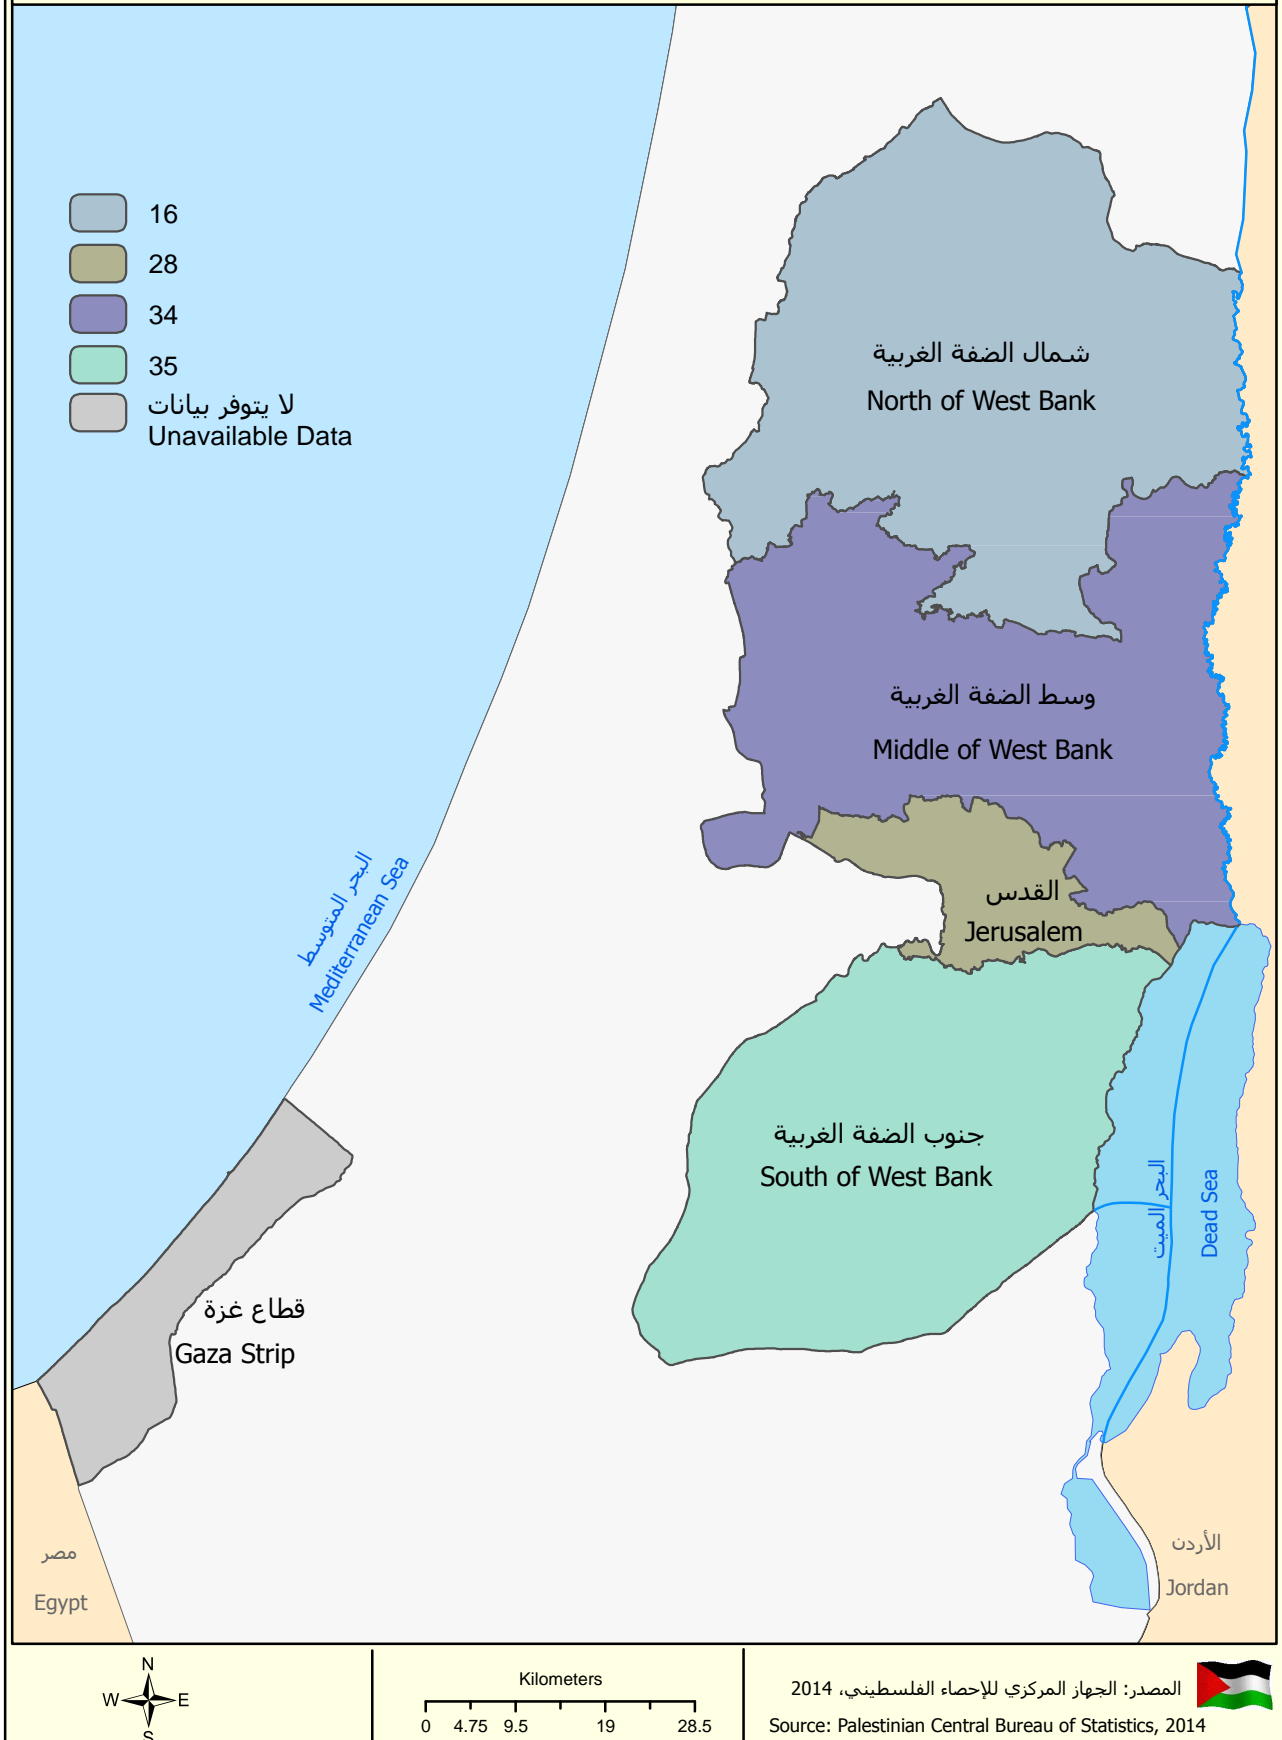 16
28
34
35
لا يتوفر بيانات
Unavailable Data
شمال الضفة الغربية
North of West Bank
وسط الضفة الغربية
Middle of West Bank
القدس
Jerusalem
البحر المتوسط
Mediterranean Sea
جنوب الضفة الغربية
South of West Bank
البحر الميت
Dead Sea
قطاع غزة
Gaza Strip
مصر
Egypt
الأردن
Jordan
N
W E
S
Kilometers
0 4.75 9.5 19 28.5
المصدر: الجهاز المركزي للإحصاء الفلسطيني، 2014
Source: Palestinian Central Bureau of Statistics, 2014